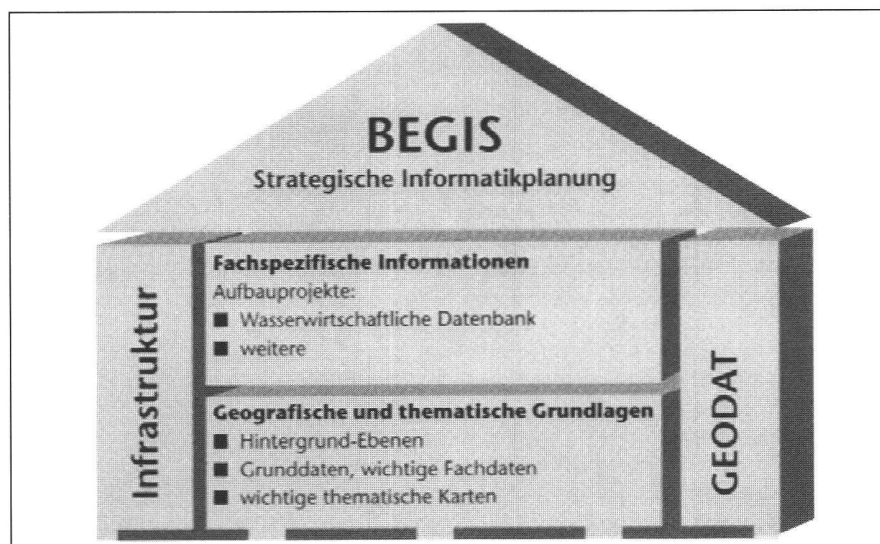 BEGIS
Strategische Informatikplanung
Infrastruktur
Fachspezifische Informationen
Aufbauprojekte:
■ Wasserwirtschaftliche Datenbank
■ weitere
Geografische und thematische Grundlagen
■ Hintergrund-Ebenen
■ Grunddaten, wichtige Fachdaten
■ wichtige thematische Karten
GEODAT